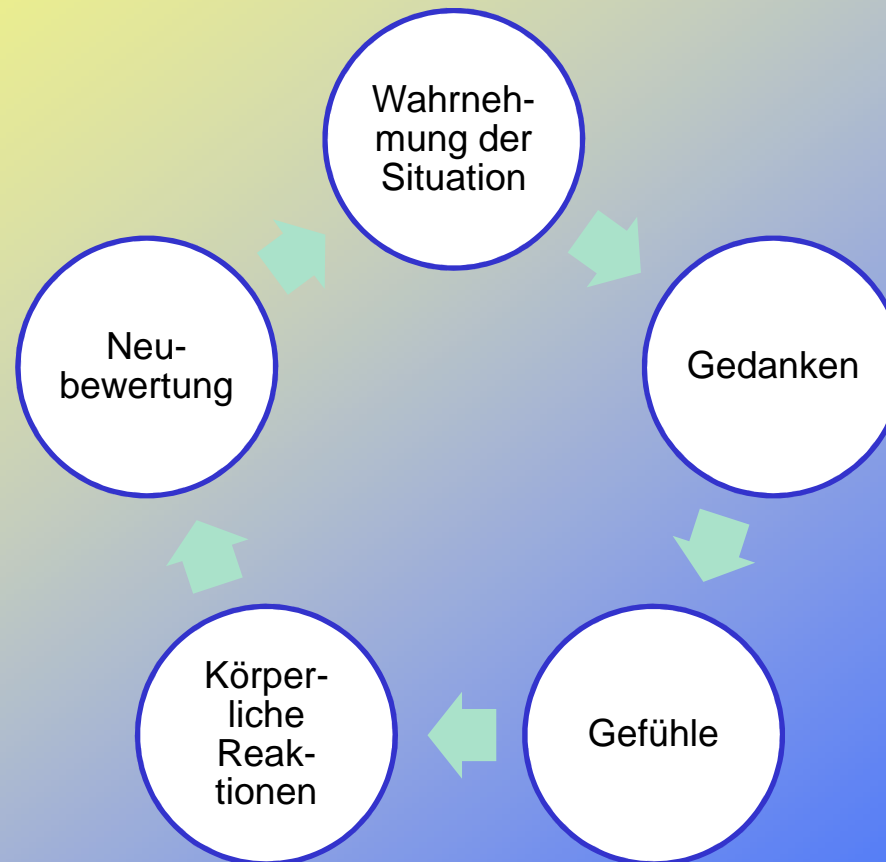 Wahrneh-
mung der
Situation
Gedanken
Gefühle
Körper-
liche
Reak-
tionen
Neu-
bewertung